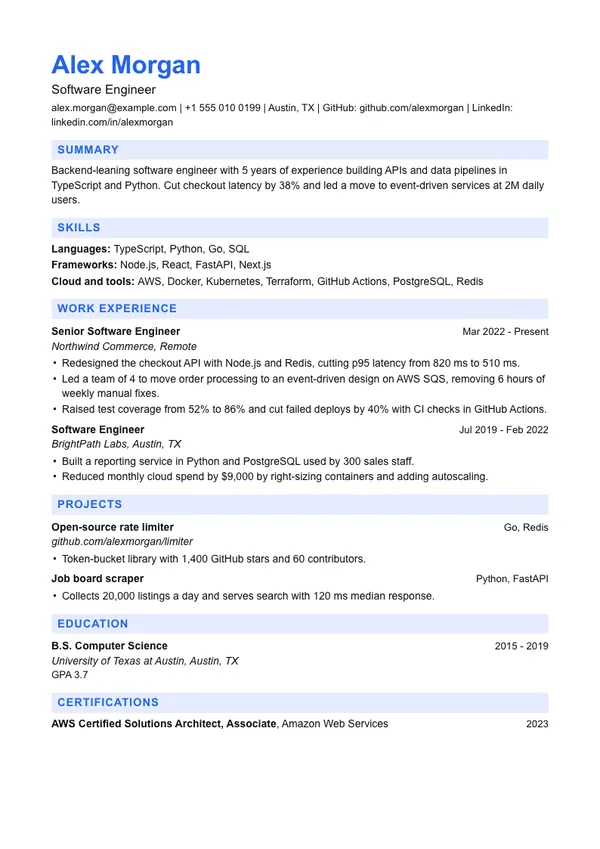 Alex Morgan
Software Engineer
alex.morgan@example.com | +1 555 010 0199 | Austin, TX | GitHub: github.com/alexmorgan | LinkedIn:
linkedin.com/in/alexmorgan
SUMMARY
Backend-leaning software engineer with 5 years of experience building APIs and data pipelines in
TypeScript and Python. Cut checkout latency by 38% and led a move to event-driven services at 2M daily
users.
SKILLS
Languages: TypeScript, Python, Go, SQL
Frameworks: Node.js, React, FastAPI, Next.js
Cloud and tools: AWS, Docker, Kubernetes, Terraform, GitHub Actions, PostgreSQL, Redis
WORK EXPERIENCE
Senior Software Engineer Mar 2022 - Present
Northwind Commerce, Remote
• Redesigned the checkout API with Node.js and Redis, cutting p95 latency from 820 ms to 510 ms.
• Led a team of 4 to move order processing to an event-driven design on AWS SQS, removing 6 hours of
weekly manual fixes.
• Raised test coverage from 52% to 86% and cut failed deploys by 40% with CI checks in GitHub Actions.
Software Engineer Jul 2019 - Feb 2022
BrightPath Labs, Austin, TX
• Built a reporting service in Python and PostgreSQL used by 300 sales staff.
• Reduced monthly cloud spend by $9,000 by right-sizing containers and adding autoscaling.
PROJECTS
Open-source rate limiter Go, Redis
github.com/alexmorgan/limiter
• Token-bucket library with 1,400 GitHub stars and 60 contributors.
Job board scraper Python, FastAPI
• Collects 20,000 listings a day and serves search with 120 ms median response.
EDUCATION
B.S. Computer Science 2015 - 2019
University of Texas at Austin, Austin, TX
GPA 3.7
CERTIFICATIONS
AWS Certified Solutions Architect, Associate, Amazon Web Services 2023